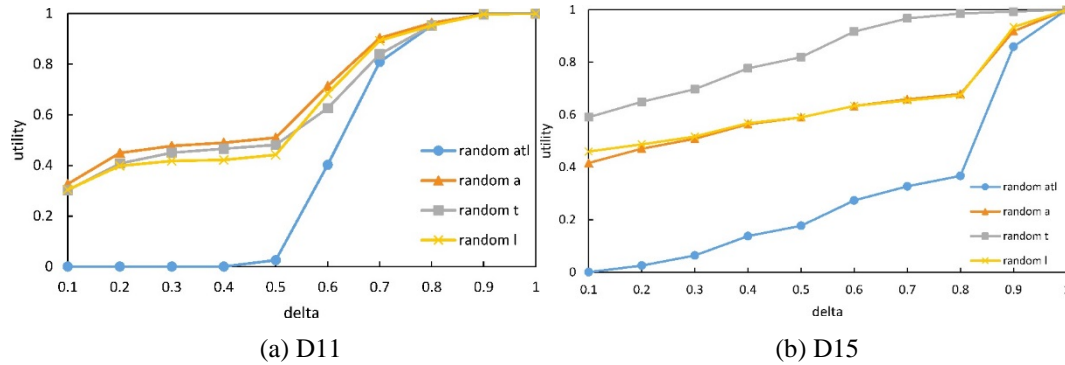 1
0.8
0.6
0.4
0.2
0
utility
0.1 0.2 0.3 0.4 0.5 0.6 0.7 0.8 0.9 1
delta
random atl
random a
random t
random l
(a) D11
1
0.8
0.6
0.4
0.2
0
utility
0.1 0.2 0.3 0.4 0.5 0.6 0.7 0.8 0.9 1
delta
random atl
random a
random t
random l
(b) D15